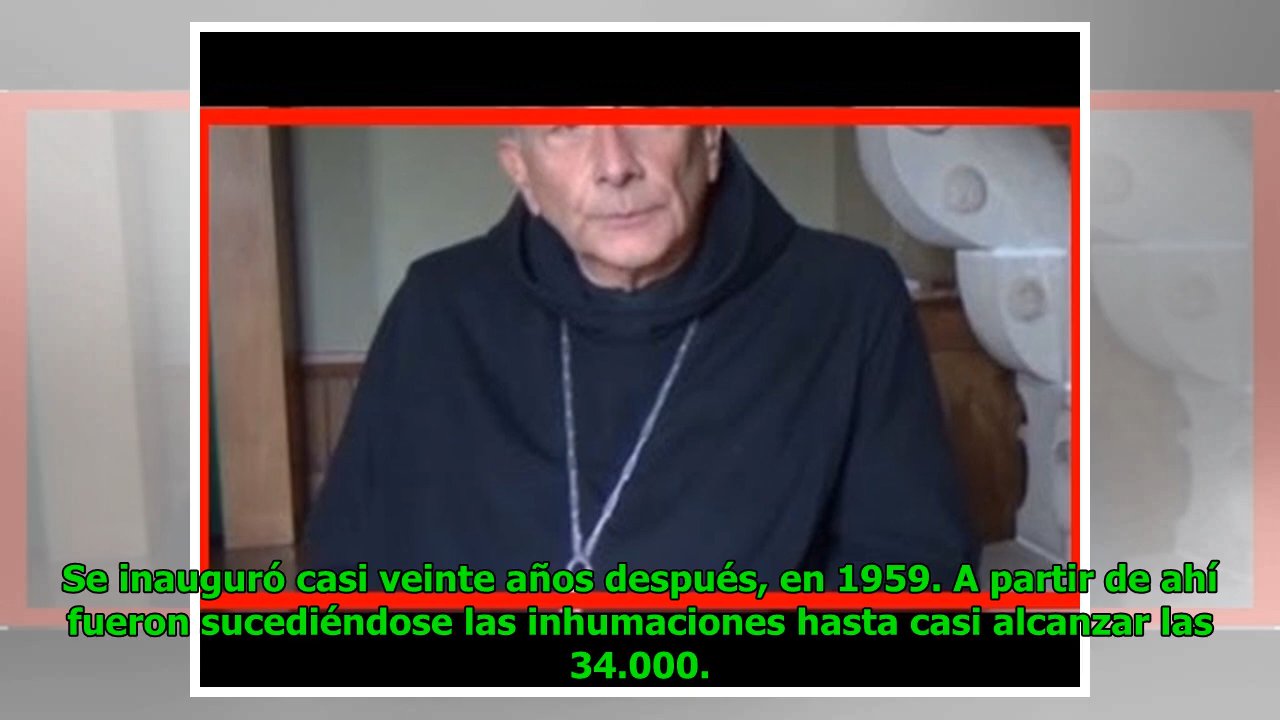 Se inauguró casi veinte años después, en 1959. A partir de ahí
fueron sucediéndose las inhumaciones hasta casi alcanzar las
34.000.